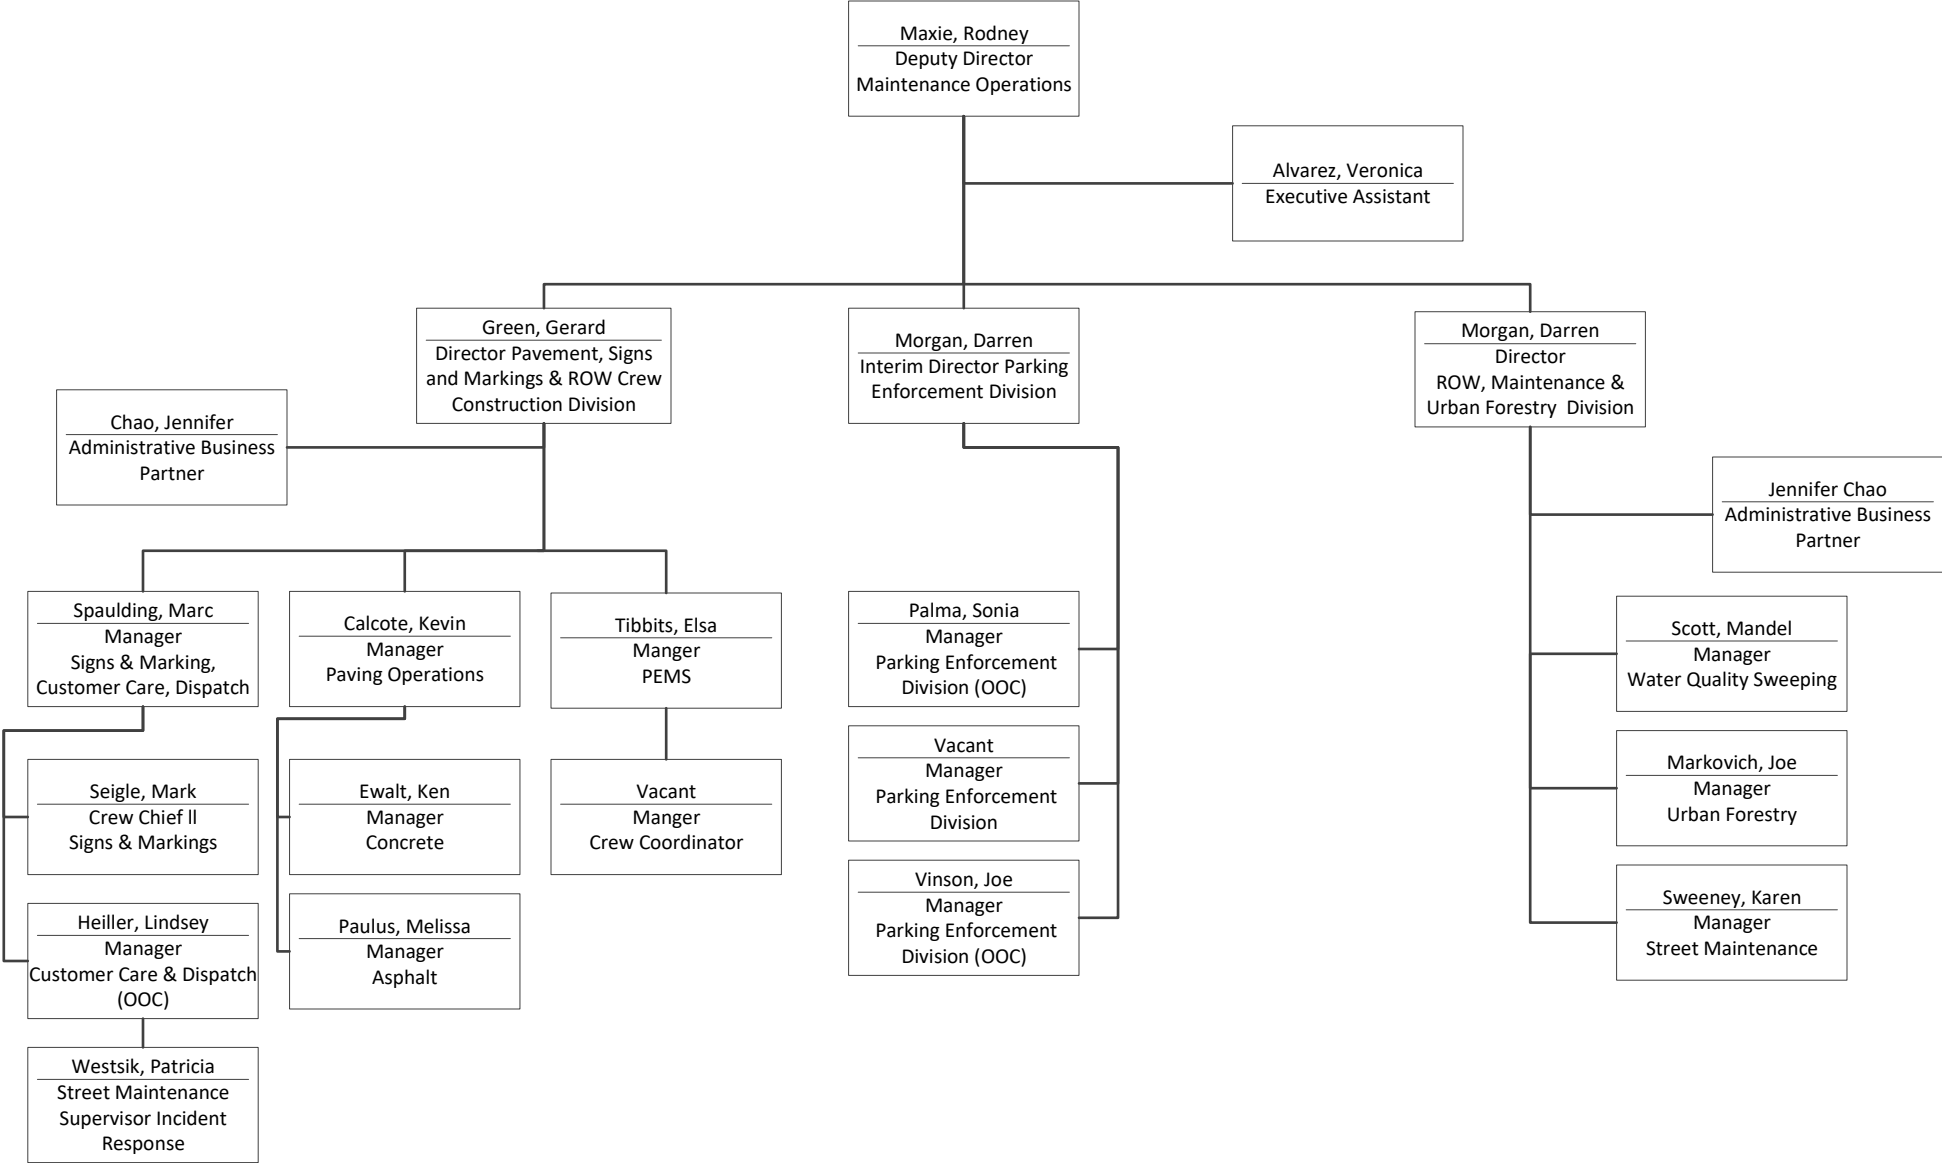 Maxie, Rodney
Deputy Director
Maintenance Operations
Alvarez, Veronica
Executive Assistant
Green, Gerard
Director Pavement, Signs
and Markings & ROW Crew
Construction Division
Morgan, Darren
Interim Director Parking
Enforcement Division
Morgan, Darren
Director
ROW, Maintenance &
Urban Forestry Division
Chao, Jennifer
Administrative Business
Partner
Jennifer Chao
Administrative Business
Partner
Spaulding, Marc
Manager
Signs & Marking,
Customer Care, Dispatch
Calcote, Kevin
Manager
Paving Operations
Tibbits, Elsa
Manger
PEMS
Palma, Sonia
Manager
Parking Enforcement
Division (OOC)
Scott, Mandel
Manager
Water Quality Sweeping
Seigle, Mark
Crew Chief ll
Signs & Markings
Ewalt, Ken
Manager
Concrete
Vacant
Manger
Crew Coordinator
Vacant
Manager
Parking Enforcement
Division
Markovich, Joe
Manager
Urban Forestry
Heiller, Lindsey
Manager
Customer Care & Dispatch
(OOC)
Paulus, Melissa
Manager
Asphalt
Vinson, Joe
Manager
Parking Enforcement
Division (OOC)
Sweeney, Karen
Manager
Street Maintenance
Westsik, Patricia
Street Maintenance
Supervisor Incident
Response